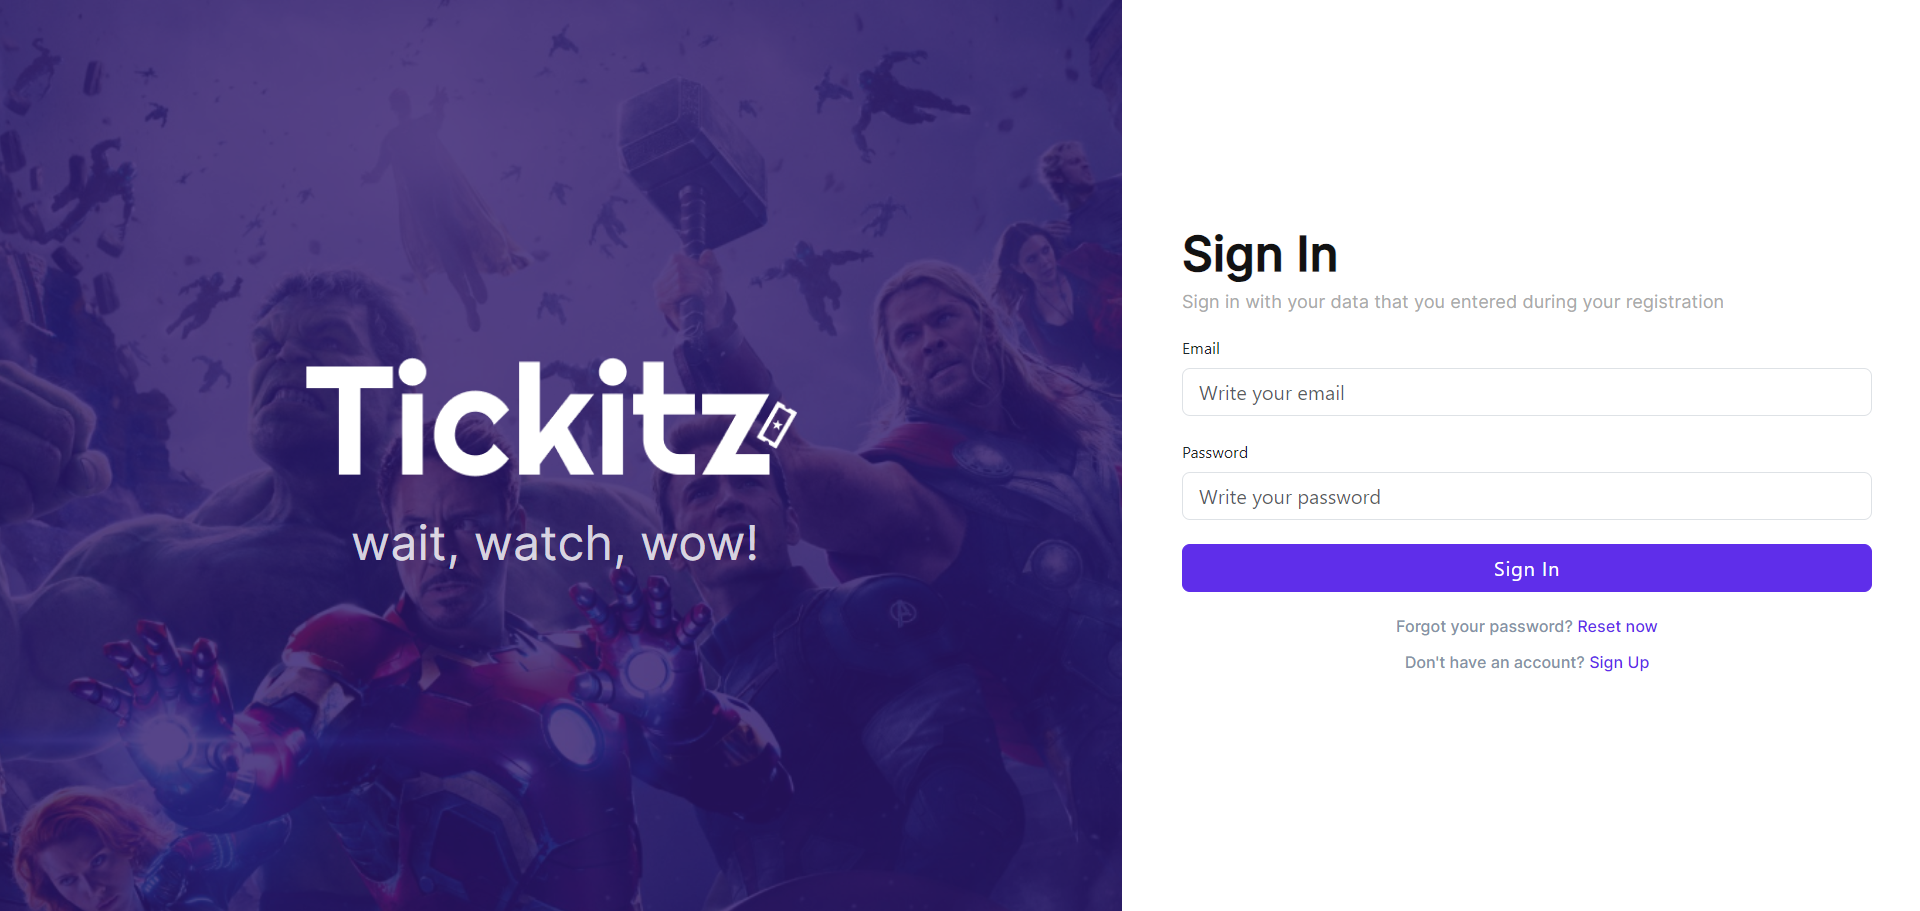 Tickitz
wait, watch, wow!
Sign In
Sign in with your data that you entered during your registration
Email
Write your email
Password
Write your password
Sign In
Forgot your password? Reset now
Don't have an account? Sign Up